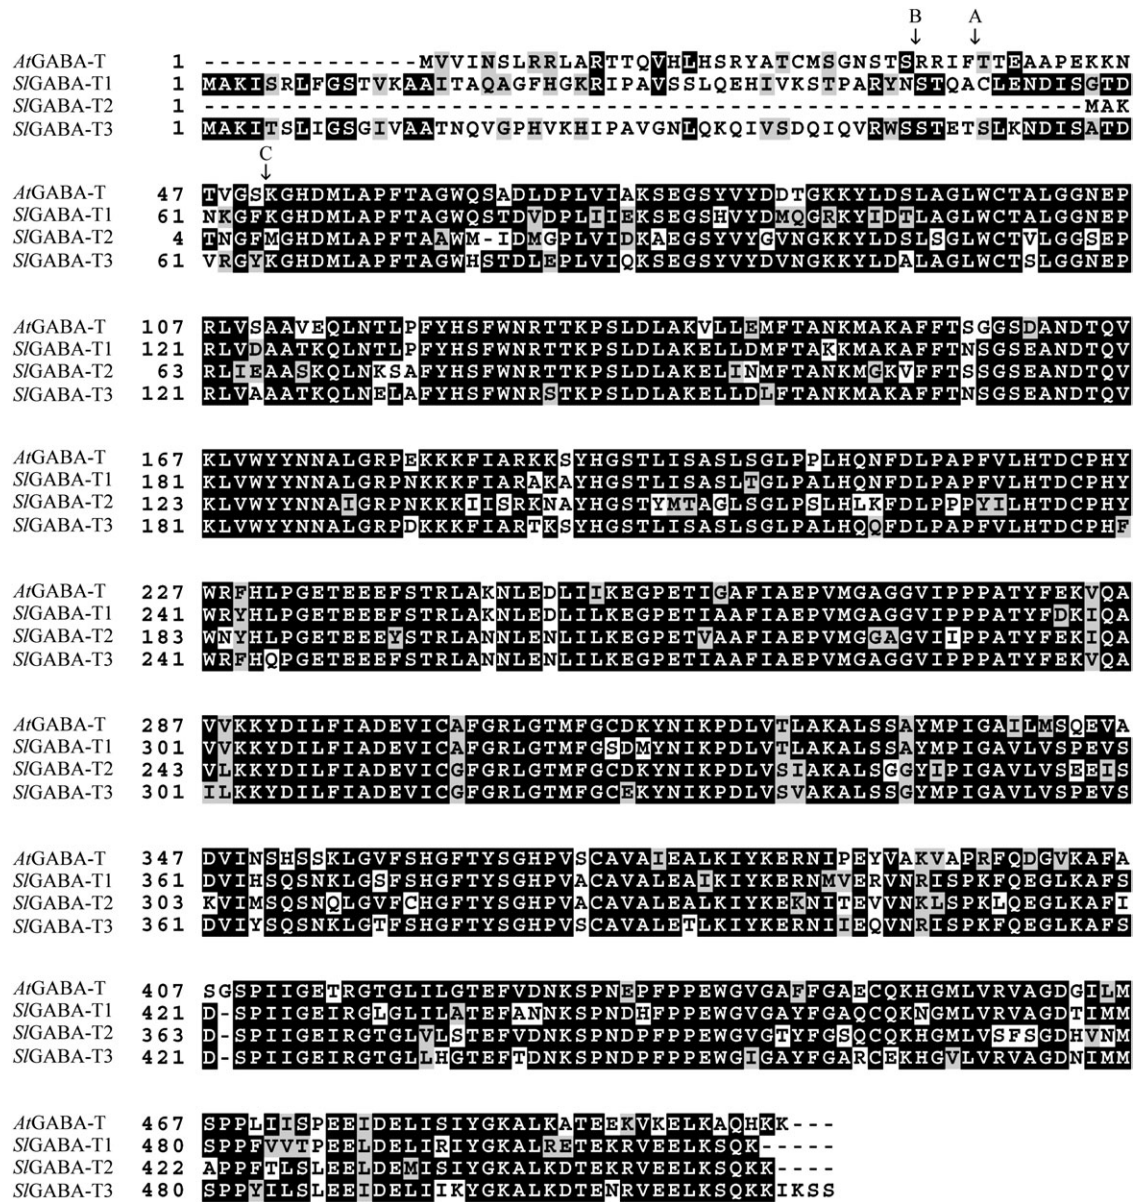 B A
↓ ↓
AtGABA-T 1 --------------MVVINSLRRLARTTQVHLHSRYATCMSGNSTSRRIFTTEAAPEKKN
SlGABA-T1 1 MAKISRLFGSTVKAAITAQAGFHGKRIPAVSSLQEHIVKSTPARYNSTQACLENDISGTD
SlGABA-T2 1 ---------------------------------------------------------MAK
SlGABA-T3 1 MAKITSLIGSGIVAATNQVGPHVKHIPAVGNLQKQIVSDQIQVRWSSTETSLKNDISATD
C
↓
AtGABA-T 47 TVGSKGHDMLAPFTAGWQSADLDPLVIAKSEGSYVYDDTGKKYLDSLAGLWCTALGGNEP
SlGABA-T1 61 NKGFKGHDMLAPFTAGWQSTDVDPLIIEKSEGSHVYDMQGRKYIDTLAGLWCTALGGNEP
SlGABA-T2 4 TNGFMGHDMLAPFTAAWM-IDMGPLVIDKAEGSYVYGVNGKKYLDSLSGLWCTVLGGSEP
SlGABA-T3 61 VRGYKGHDMLAPFTAGWHSTDLEPLVIQKSEGSYVYDVNGKKYLDALAGLWCTSLGGNEP
AtGABA-T 107 RLVSAAVEQLNTLPFYHSFWNRTTKPSLDLAKVLLEMFTANKMAKAFFTSGGSDANDTQV
SlGABA-T1 121 RLVDAATKQLNTLPFYHSFWNRTTKPSLDLAKELLDMFTAKKMAKAFFTNSGSEANDTQV
SlGABA-T2 63 RLIEAASKQLNKSAFYHSFWNRTTKPSLDLAKELINMFTANKMGKVFFTSSGSEANDTQV
SlGABA-T3 121 RLVAAATKQLNELAFYHSFWNRSTKPSLDLAKELLDLFTANKMAKAFFTNSGSEANDTQV
AtGABA-T 167 KLVWYYNNALGRPEKKKFIARKKSYHGSTLISASLSGLPPLHQNFDLPAPFVLHTDCPHY
SlGABA-T1 181 KLVWYYNNALGRPNKKKFIARAKAYHGSTLISASLTGLPALHQNFDLPAPFVLHTDCPHY
SlGABA-T2 123 KLVWYYNNAIGRPNKKKIISRKNAYHGSTYMTAGLSGLPSLHLKFDLPPPYILHTDCPHY
SlGABA-T3 181 KLVWYYNNALGRPDKKKFIARTKSYHGSTLISASLSGLPALHQQFDLPAPFVLHTDCPHF
AtGABA-T 227 WRFHLPGETEEEFSTRLAKNLEDLIIKEGPETIGAFIAEPVMGAGGVIPPPATYFEKVQA
SlGABA-T1 241 WRYHLPGETEEEFSTRLAKNLEDLILKEGPETIAAFIAEPVMGAGGVIPPPATYFDKIQA
SlGABA-T2 183 WNYHLPGETEEEYSTRLANNLENLILKEGPETVAAFIAEPVMGGAGVIIPPATYFEKIQA
SlGABA-T3 241 WRFHQPGETEEEFSTRLANNLENLILKEGPETIAAFIAEPVMGAGGVIPPPATYFEKVQA
AtGABA-T 287 VVKKYDILFIADEVICAFGRLGTMFGCDKYNIKPDLVTLAKALSSAYMPIGAILMSQEVA
SlGABA-T1 301 VVKKYDILFIADEVICAFGRLGTMFGSDMYNIKPDLVTLAKALSSAYMPIGAVLVSPEVS
SlGABA-T2 243 VLKKYDILFIADEVICGFGRLGTMFGCDKYNIKPDLVSIAKALSGGYIPIGAVLVSEEIS
SlGABA-T3 301 ILKKYDILFIADEVICGFGRLGTMFGCEKYNIKPDLVSVAKALSSGYMPIGAVLVSPEVS
AtGABA-T 347 DVINSHSSKLGVFSHGFTYSGHPVSCAVAIEALKIYKERNIPEYVAKVAPRFQDGVKAFA
SlGABA-T1 361 DVIHSQSNKLGSFSHGFTYSGHPVACAVALEAIKIYKERNMVERVNRISPKFQEGLKAFS
SlGABA-T2 303 KVIMSQSNQLGVFCHGFTYSGHPVACAVALEALKIYKEKNITEVVNKLSPKLQEGLKAFI
SlGABA-T3 361 DVIYSQSNKLGTFSHGFTYSGHPVSCAVALETLKIYKERNIIEQVNRISPKFQEGLKAFS
AtGABA-T 407 SGSPIIGETRGTGLILGTEFVDNKSPNEPFPPEWGVGAFFGAECQKHGMLVRVAGDGILM
SlGABA-T1 421 D-SPIIGEIRGLGLILATEFANNKSPNDHFPPEWGVGAYFGAQCQKNGMLVRVAGDTIMM
SlGABA-T2 363 D-SPIIGEIRGTGLVLSTEFVDNKSPNDPFPPEWGVGTYFGSQCQKHGMLVSFSGDHVNM
SlGABA-T3 421 D-SPIIGEIRGTGLLHGTEFTDNKSPNDPFPPEWGIGAYFGARCEKHGVLVRVAGDNIMM
AtGABA-T 467 SPPLIISPEEIDELISIYGKALKATEEKVKELKAQHKK---
SlGABA-T1 480 SPPFVVTPEELDELIRIYGKALRETEKRVEELKSQK-----
SlGABA-T2 422 APPFTLSLEELDEMISIYGKALKDTEKRVEELKSQKK----
SlGABA-T3 480 SPPYILSLEEIDELIIKYGKALKDTENRVEELKSQKKIKSS